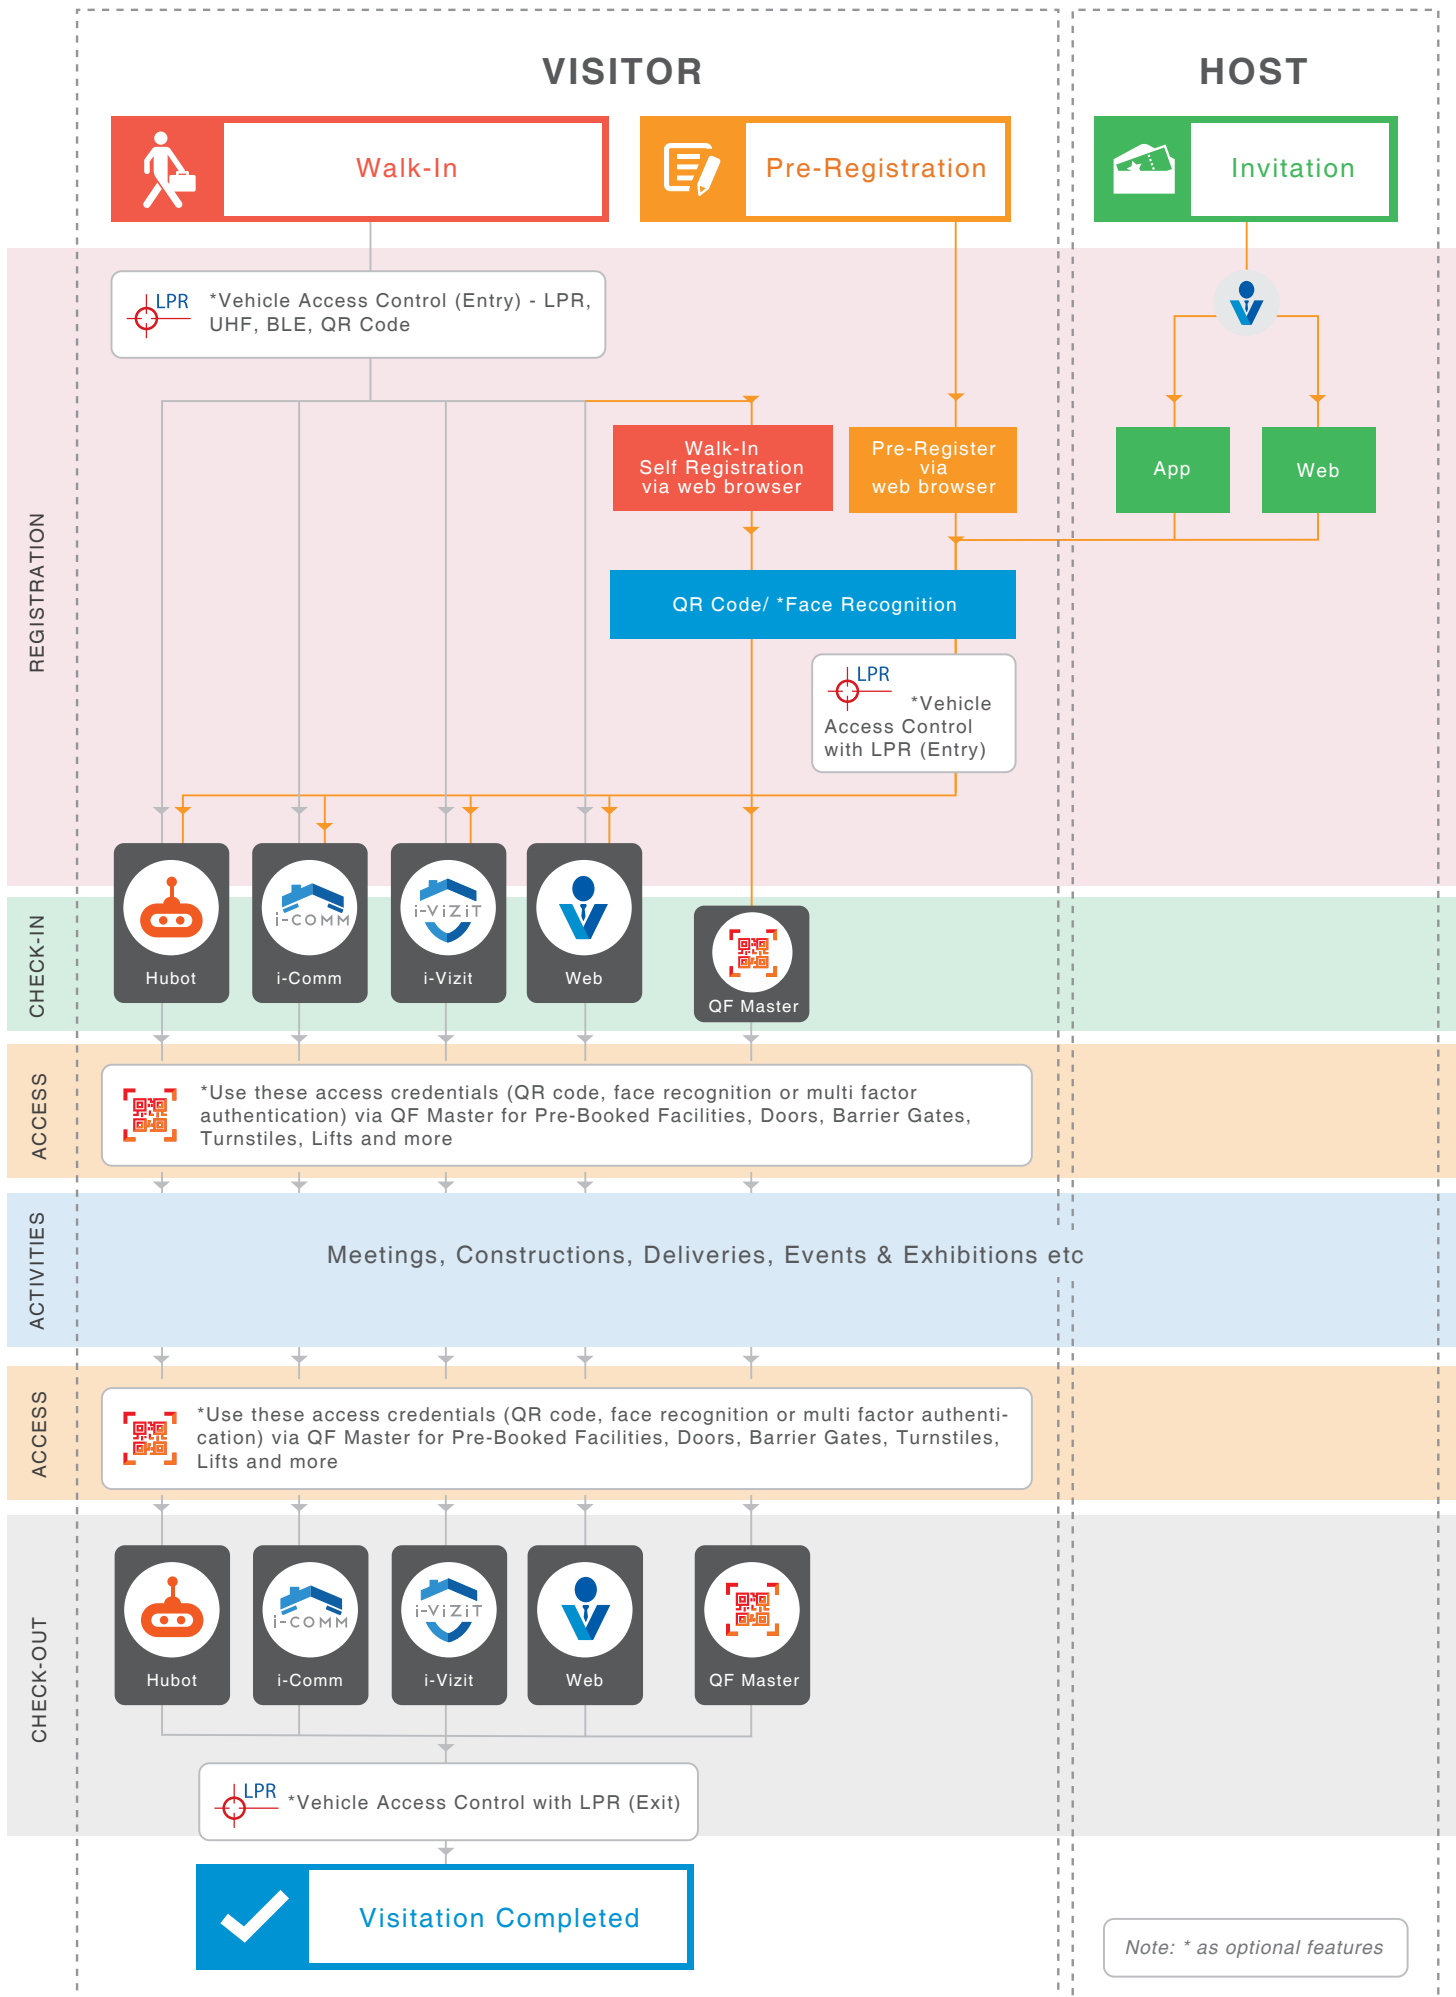 VISITOR
HOST
Walk-In
Pre-Registration
Invitation
LPR
*Vehicle Access Control (Entry) - LPR,
UHF, BLE, QR Code
REGISTRATION
Walk-In
Self Registration
via web browser
Pre-Register
via
web browser
App
Web
QR Code/ *Face Recognition
LPR
*Vehicle
Access Control
with LPR (Entry)
CHECK-IN
Hubot
i-COMM
i-Comm
i-ViZiT
i-Vizit
Web
QF Master
ACCESS
*Use these access credentials (QR code, face recognition or multi factor
authentication) via QF Master for Pre-Booked Facilities, Doors, Barrier Gates,
Turnstiles, Lifts and more
ACTIVITIES
Meetings, Constructions, Deliveries, Events & Exhibitions etc
ACCESS
*Use these access credentials (QR code, face recognition or multi factor authenti-
cation) via QF Master for Pre-Booked Facilities, Doors, Barrier Gates, Turnstiles,
Lifts and more
CHECK-OUT
Hubot
i-COMM
i-Comm
i-ViZiT
i-Vizit
Web
QF Master
LPR
*Vehicle Access Control with LPR (Exit)
Visitation Completed
Note: * as optional features